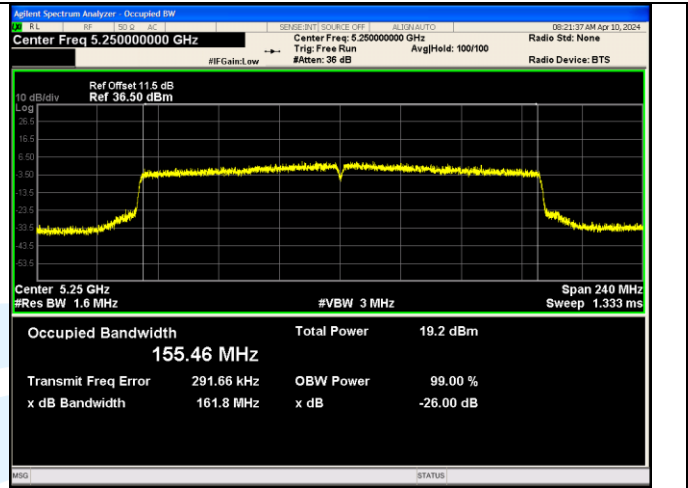 Agilent Spectrum Analyzer - Occupied BW
RL RF 50 Ω AC SENSE:INT SOURCE OFF ALIGNAUTO 08:21:37 AM Apr 10, 2024
Center Freq 5.250000000 GHz Center Freq: 5.250000000 GHz Radio Std: None
Trig: Free Run Avg|Hold: 100/100
#IFGain:Low #Atten: 36 dB Radio Device: BTS
Ref Offset 11.5 dB
10 dB/div Ref 36.50 dBm
Log
26.5
16.5
6.50
-3.50
-13.5
-23.5
-33.5
-43.5
-53.5
Center 5.25 GHz Span 240 MHz
#Res BW 1.6 MHz #VBW 3 MHz Sweep 1.333 ms
Occupied Bandwidth Total Power 19.2 dBm
155.46 MHz
Transmit Freq Error 291.66 kHz OBW Power 99.00 %
x dB Bandwidth 161.8 MHz x dB -26.00 dB
MSG STATUS